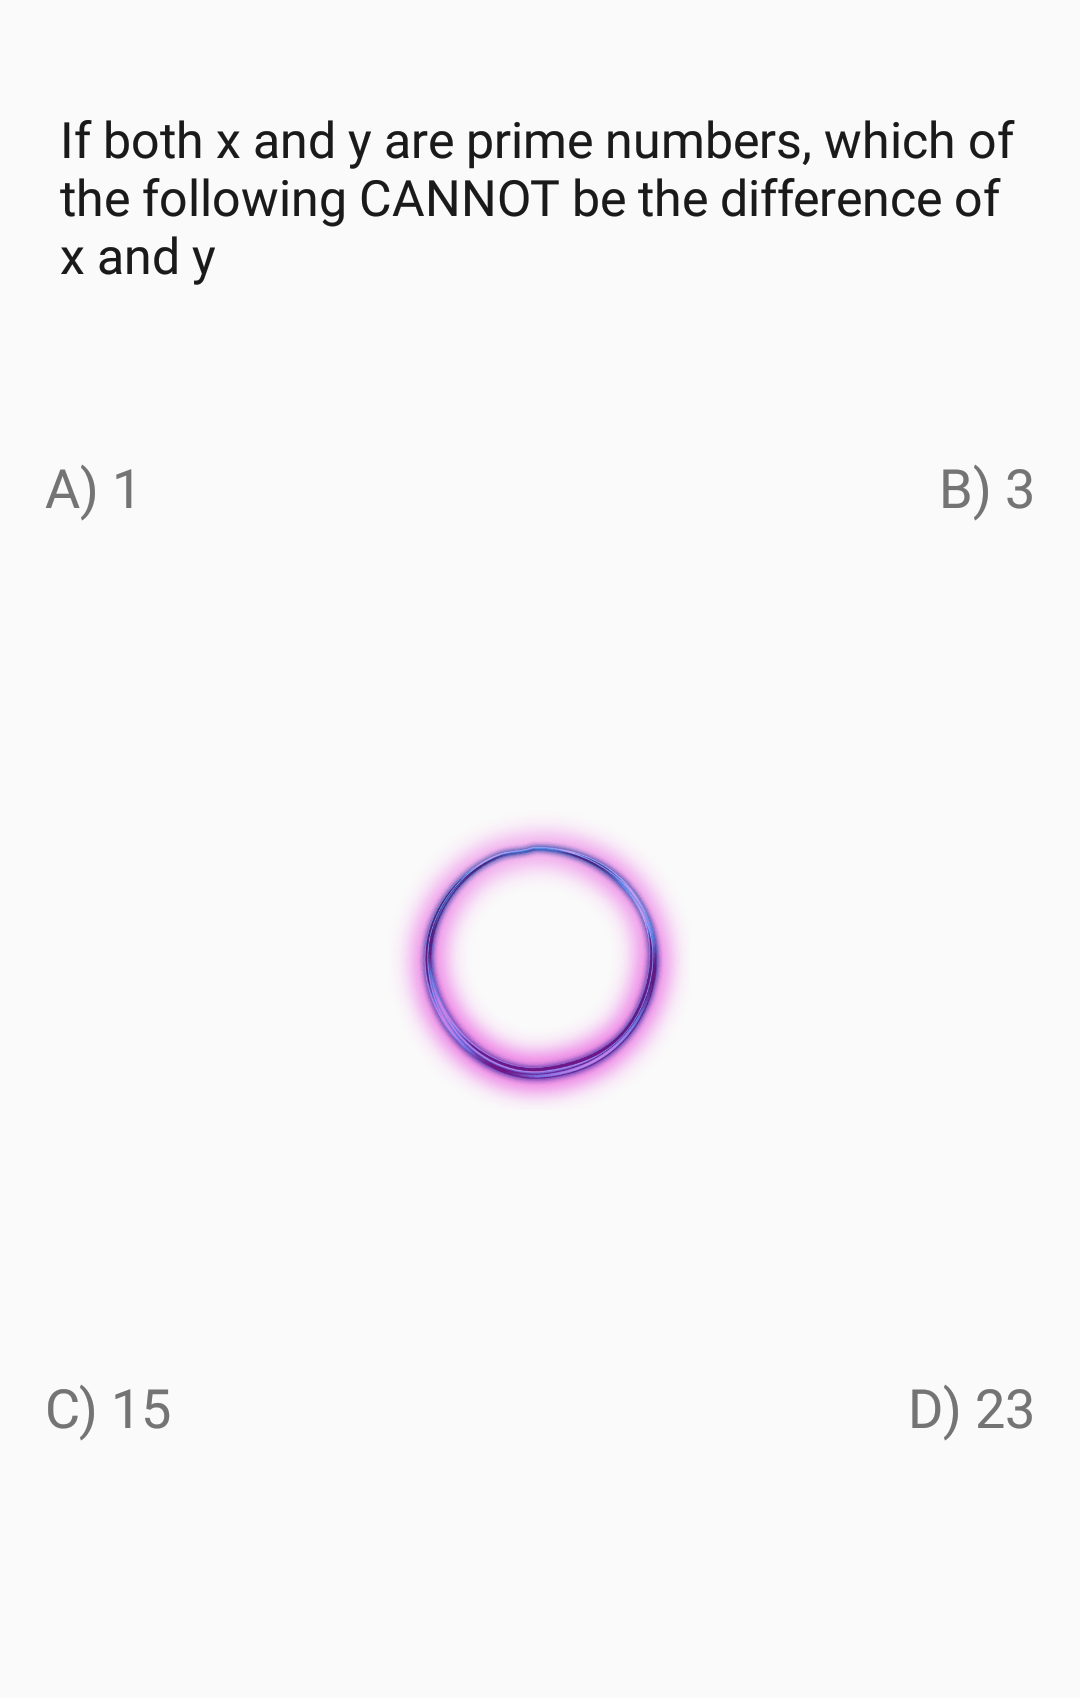 If both x and y are prime numbers, which of
the following CANNOT be the difference of
x and y
A) 1
B) 3
C) 15
D) 23